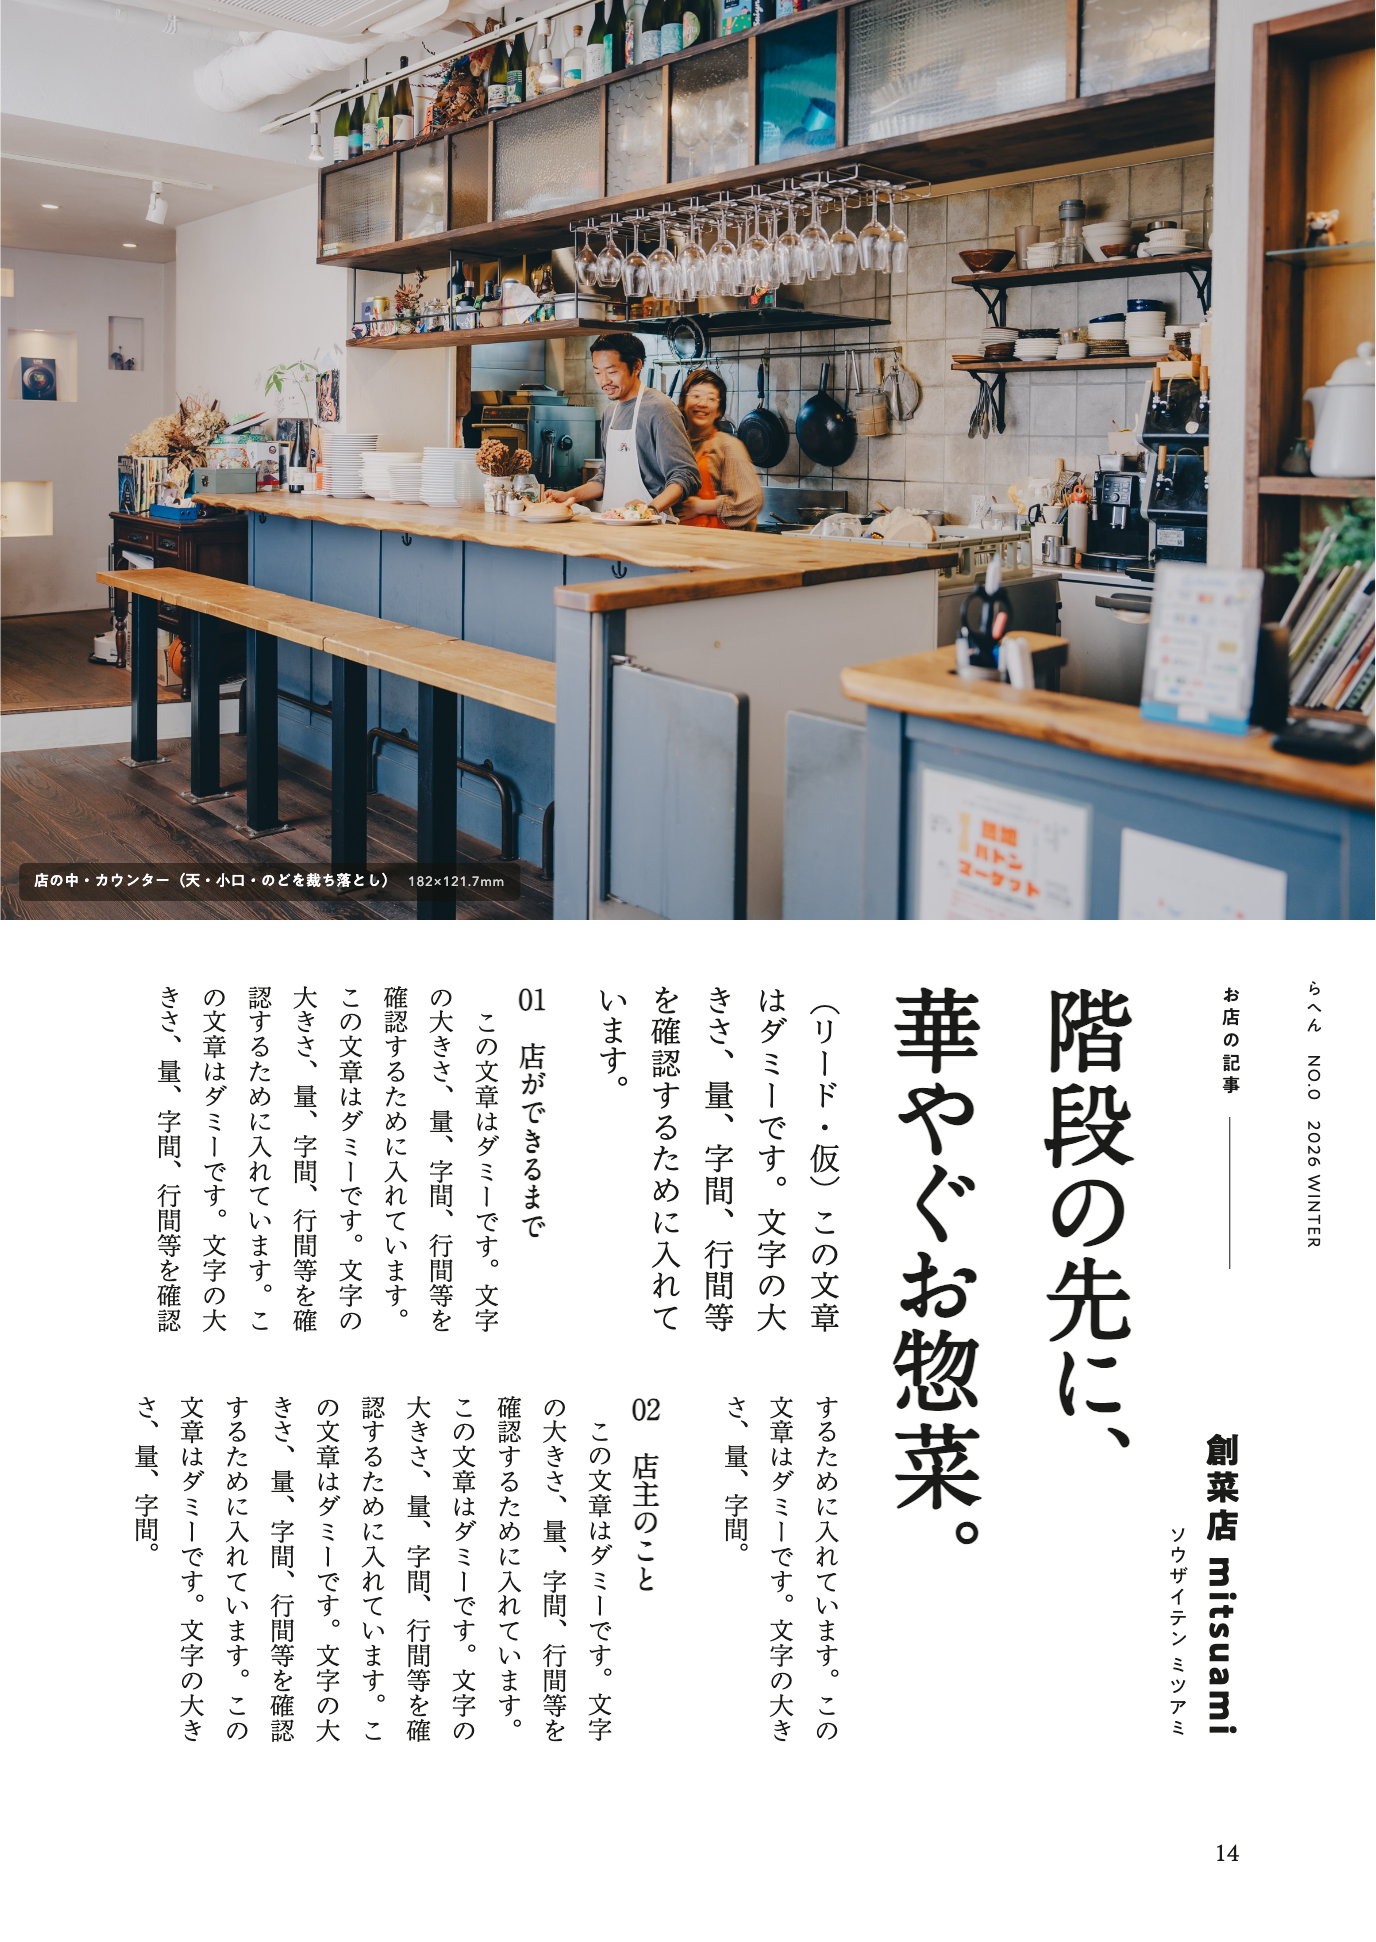 団地
バトン
マーケット
店の中・カウンター（天・小口・のどを裁ち落とし） 182×121.7mm
らへん NO.0 2026 WINTER
お店の記事
創菜店 mitsuami
ソウザイテン ミツアミ
階段の先に、
華やぐお惣菜。
（リード・仮）この文章
はダミーです。文字の大
きさ、量、字間、行間等
を確認するために入れて
います。
01 店ができるまで
この文章はダミーです。文字
の大きさ、量、字間、行間等を
確認するために入れています。
この文章はダミーです。文字の
大きさ、量、字間、行間等を確
認するために入れています。こ
の文章はダミーです。文字の大
きさ、量、字間、行間等を確認
するために入れています。この
文章はダミーです。文字の大き
さ、量、字間。
02 店主のこと
この文章はダミーです。文字
の大きさ、量、字間、行間等を
確認するために入れています。
この文章はダミーです。文字の
大きさ、量、字間、行間等を確
認するために入れています。こ
の文章はダミーです。文字の大
きさ、量、字間、行間等を確認
するために入れています。この
文章はダミーです。文字の大き
さ、量、字間。
14